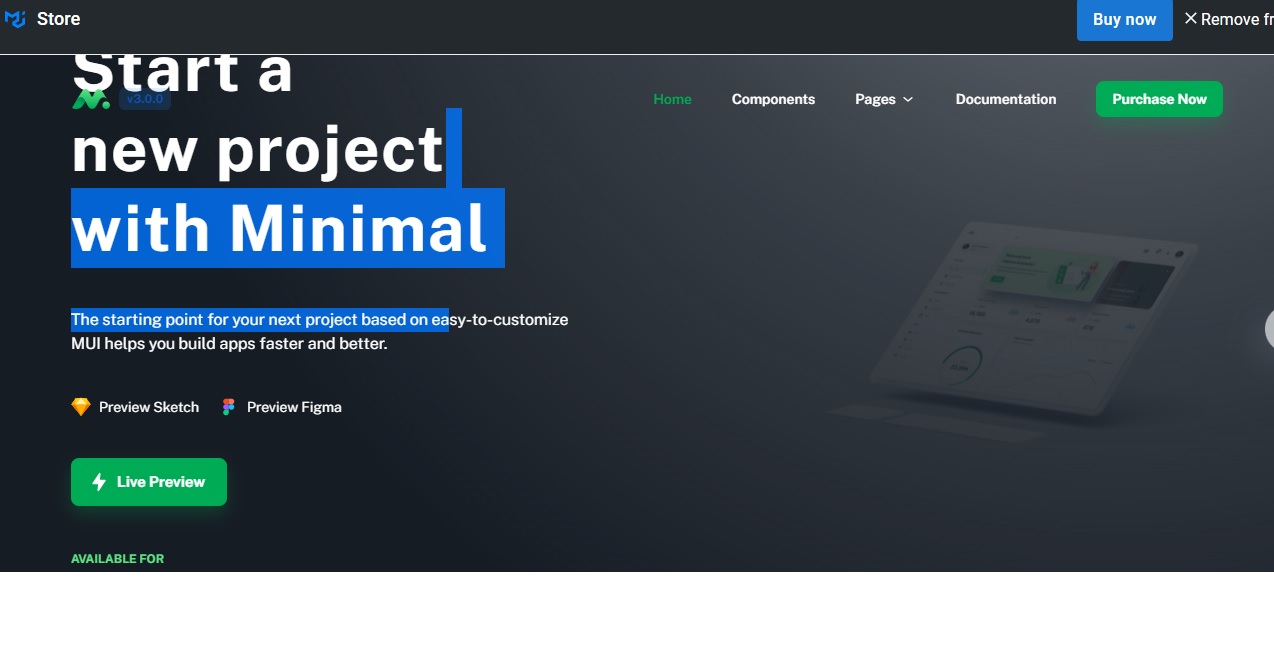 Store
Buy now
Remove fr
Start a
v3.0.0
Home
Components
Pages
Documentation
Purchase Now
new project
with Minimal
The starting point for your next project based on easy-to-customize
MUI helps you build apps faster and better.
Preview Sketch
Preview Figma
Live Preview
AVAILABLE FOR